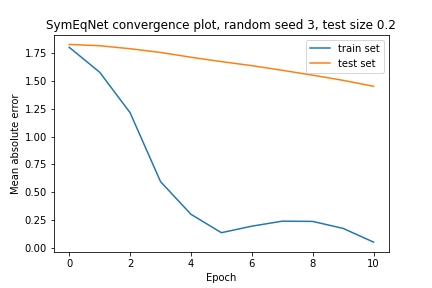 SymEqNet convergence plot, random seed 3, test size 0.2
train set
test set
1.75
1.50
1.25
1.00
0.75
0.50
0.25
0.00
Mean absolute error
0 2 4 6 8 10
Epoch